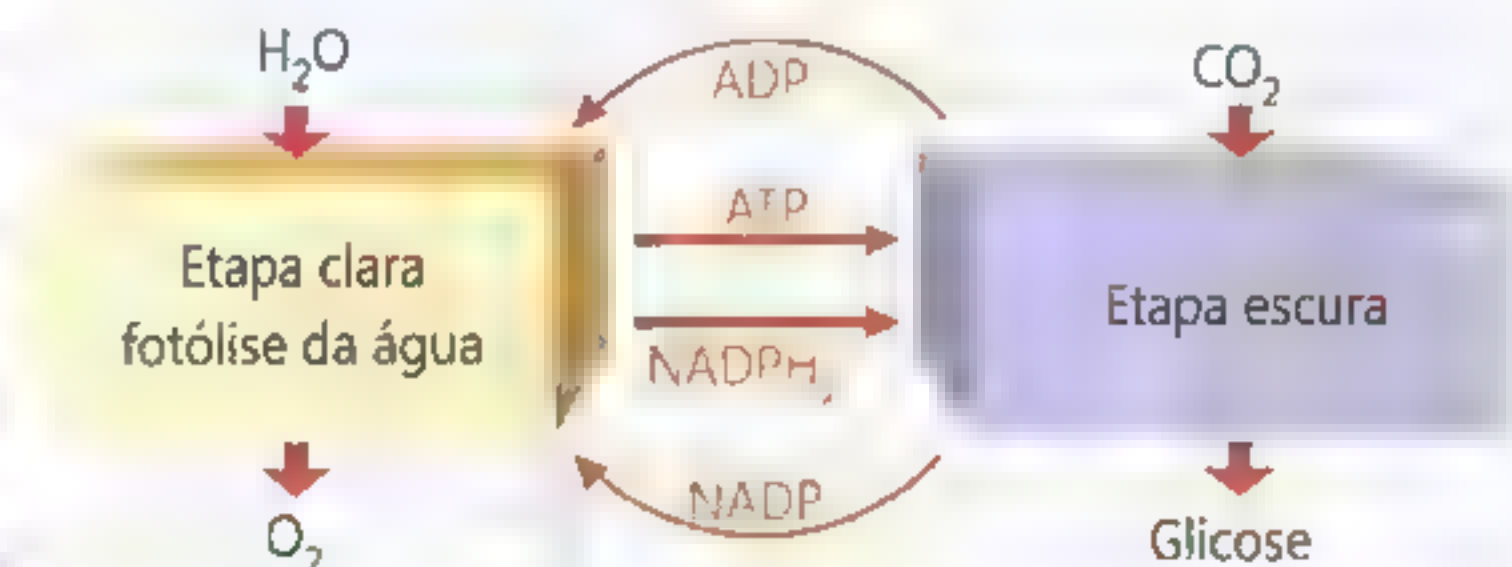 H₂O
ADP
CO₂
ATP
Etapa clara
fotólise da água
Etapa escura
NADPH₂
NADP
O₂
Glicose